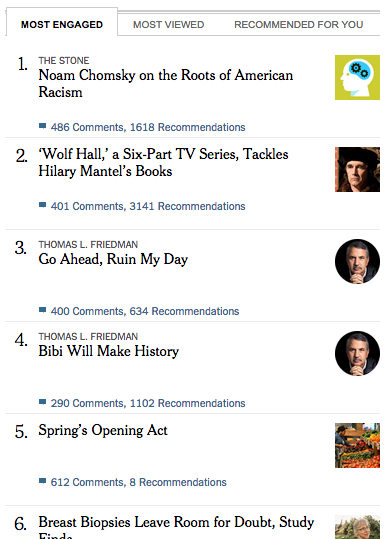 MOST ENGAGED
MOST VIEWED
RECOMMENDED FOR YOU
1.
THE STONE
Noam Chomsky on the Roots of American
Racism
486 Comments, 1618 Recommendations
2.
‘Wolf Hall,’ a Six-Part TV Series, Tackles
Hilary Mantel’s Books
401 Comments, 3141 Recommendations
3.
THOMAS L. FRIEDMAN
Go Ahead, Ruin My Day
400 Comments, 634 Recommendations
4.
THOMAS L. FRIEDMAN
Bibi Will Make History
290 Comments, 1102 Recommendations
5.
Spring’s Opening Act
612 Comments, 8 Recommendations
6.
Breast Biopsies Leave Room for Doubt, Study
Finds